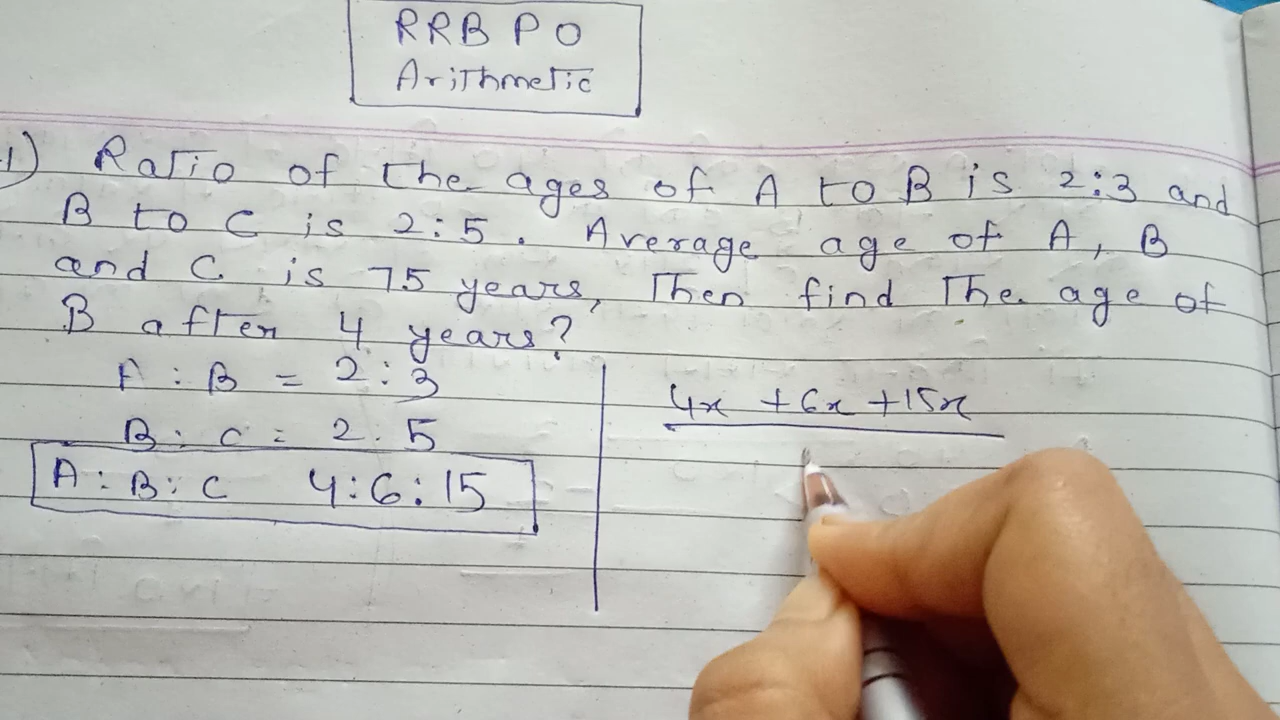 RRB PO
Arithmetic
1) Ratio of the ages of A to B is 2:3 and
B to C is 2:5. Average age of A, B
and C is 75 years, Then find The age of
B after 4 years?
A : B = 2:3
B : C = 2:5
A : B : C 4:6:15
4x + 6x + 15x